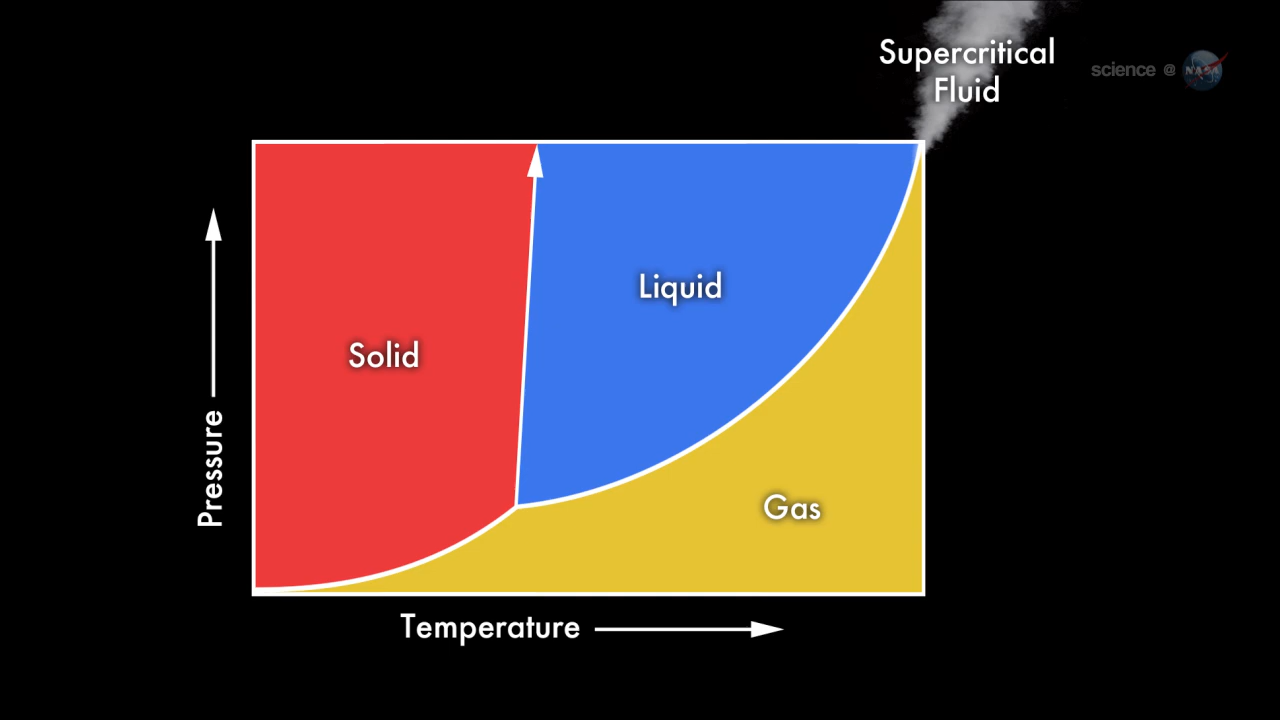 Supercritical
Fluid
science @ NASA
Solid
Liquid
Gas
Pressure
Temperature